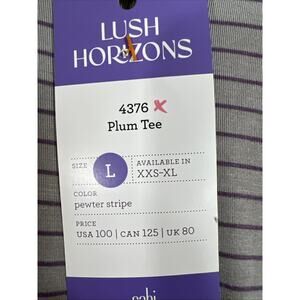 LUSH
HORIZONS
4376 X
Plum Tee
SIZE
L
AVAILABLE IN
XXS-XL
COLOR
pewter stripe
PRICE
USA 100 | CAN 125 | UK 80
cabi